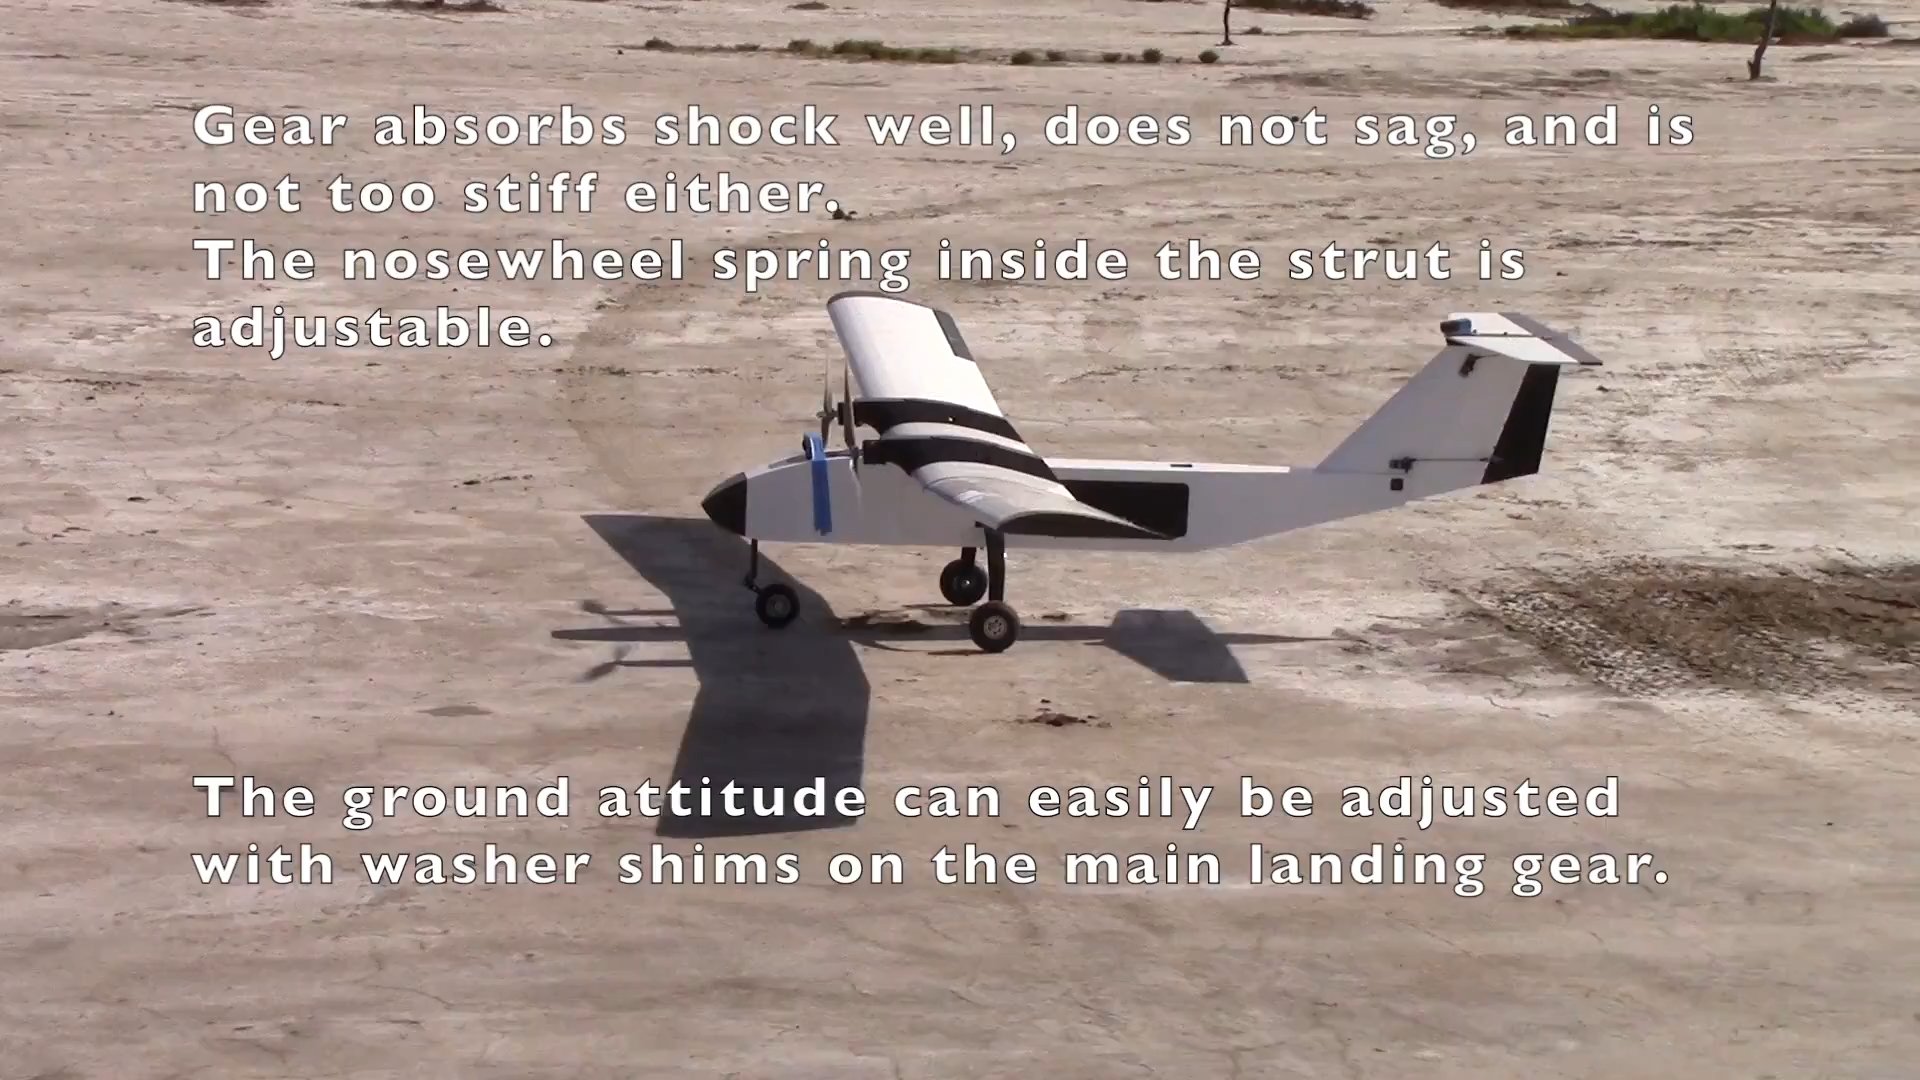 Gear absorbs shock well, does not sag, and is
not too stiff either.
The nosewheel spring inside the strut is
adjustable.
The ground attitude can easily be adjusted
with washer shims on the main landing gear.